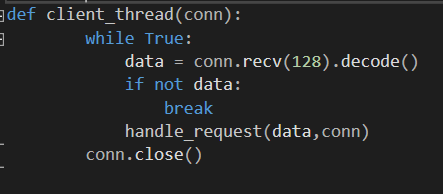 def client_thread(conn):
    while True:
        data = conn.recv(128).decode()
        if not data:
            break
        handle_request(data,conn)
    conn.close()